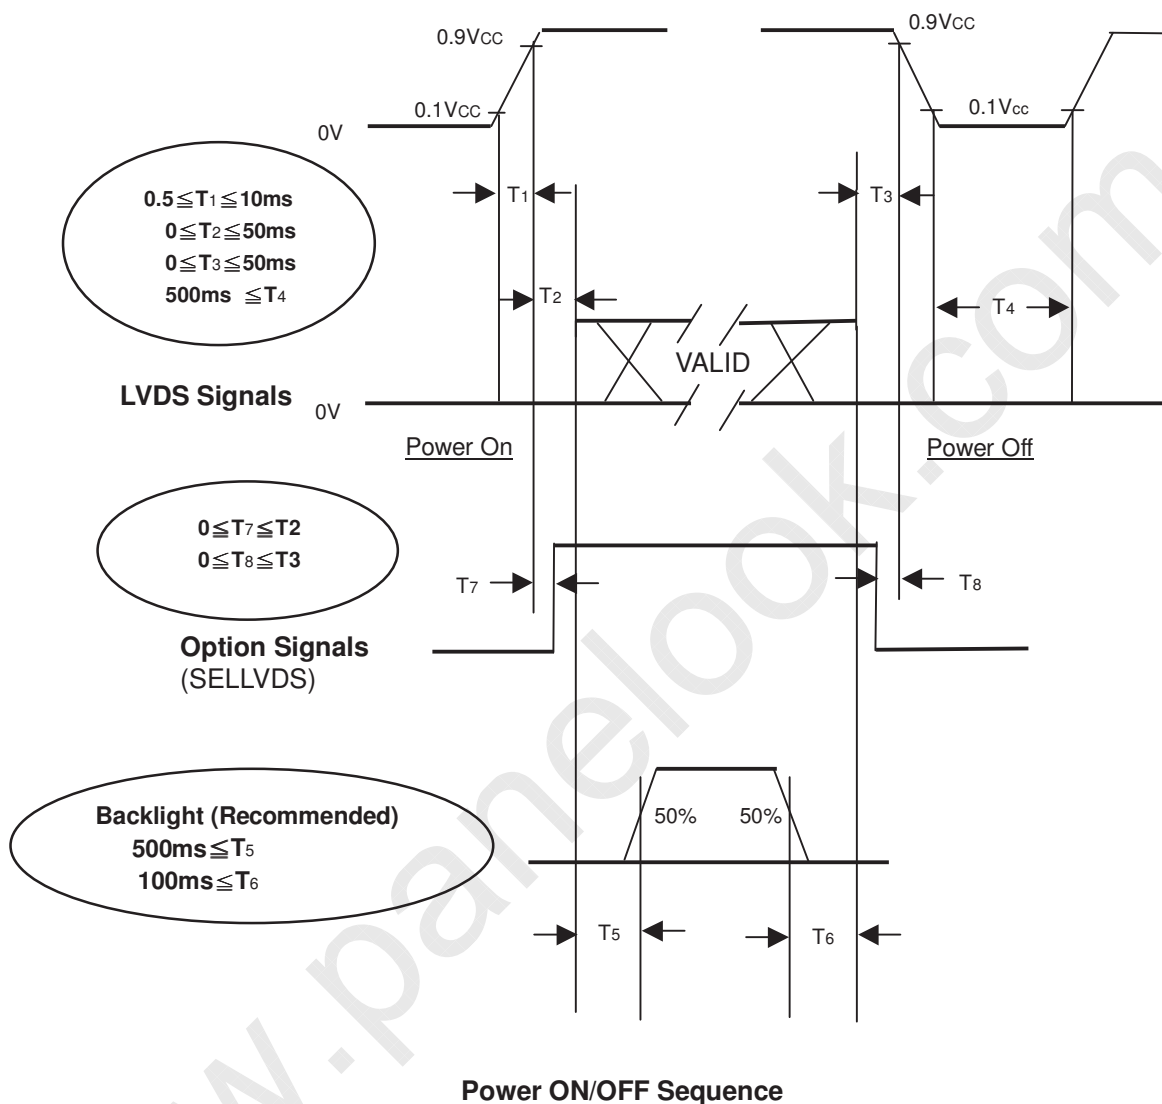 0.9VCC
0.9VCC
0.1VCC
0.1Vcc
0V
0.5≦T1≦10ms
0≦T2≦50ms
0≦T3≦50ms
500ms ≦T4
T1
T3
T2
T4
VALID
LVDS Signals
0V
Power On
Power Off
0≦T7≦T2
0≦T8≦T3
T7
T8
Option Signals
(SELLVDS)
Backlight (Recommended)
500ms≦T5
100ms≦T6
50%
50%
T5
T6
Power ON/OFF Sequence
w.panelook.com